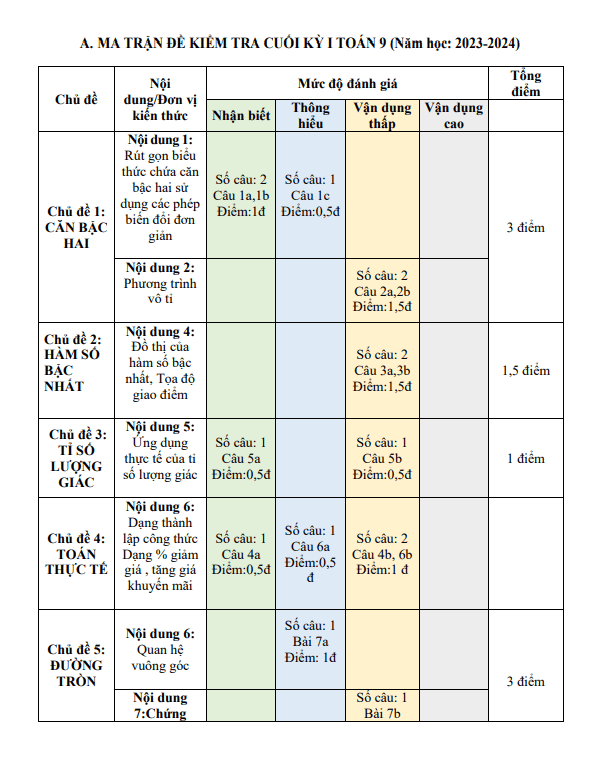 A. MA TRẬN ĐỀ KIỂM TRA CUỐI KỲ I TOÁN 9 (Năm học: 2023-2024)
Chủ đề
Nội
dung/Đơn vị
kiến thức
Mức độ đánh giá
Tổng
điểm
Nhận biết
Thông
hiểu
Vận dụng
thấp
Vận dụng
cao
Chủ đề 1:
CĂN BẬC
HAI
Nội dung 1:
Rút gọn biểu
thức chứa căn
bậc hai sử
dụng các phép
biến đổi đơn
giản
Số câu: 2
Câu 1a,1b
Điểm:1đ
Số câu: 1
Câu 1c
Điểm:0,5đ
3 điểm
Nội dung 2:
Phương trình
vô tỉ
Số câu: 2
Câu 2a,2b
Điểm:1,5đ
Chủ đề 2:
HÀM SỐ
BẬC
NHẤT
Nội dung 4:
Đồ thị của
hàm số bậc
nhất, Tọa độ
giao điểm
Số câu: 2
Câu 3a,3b
Điểm:1,5đ
1,5 điểm
Chủ đề 3:
TỈ SỐ
LƯỢNG
GIÁC
Nội dung 5:
Ứng dụng
thực tế của tỉ
số lượng giác
Số câu: 1
Câu 5a
Điểm:0,5đ
Số câu: 1
Câu 5b
Điểm:0,5đ
1 điểm
Chủ đề 4:
TOÁN
THỰC TẾ
Nội dung 6:
Dạng thành
lập công thức
Dạng % giảm
giá , tăng giá
khuyến mãi
Số câu: 1
Câu 4a
Điểm:0,5đ
Số câu: 1
Câu 6a
Điểm:0,5
đ
Số câu: 2
Câu 4b, 6b
Điểm:1 đ
Chủ đề 5:
ĐƯỜNG
TRÒN
Nội dung 6:
Quan hệ
vuông góc
Số câu: 1
Bài 7a
Điểm: 1đ
3 điểm
Nội dung
7:Chứng
Số câu: 1
Bài 7b